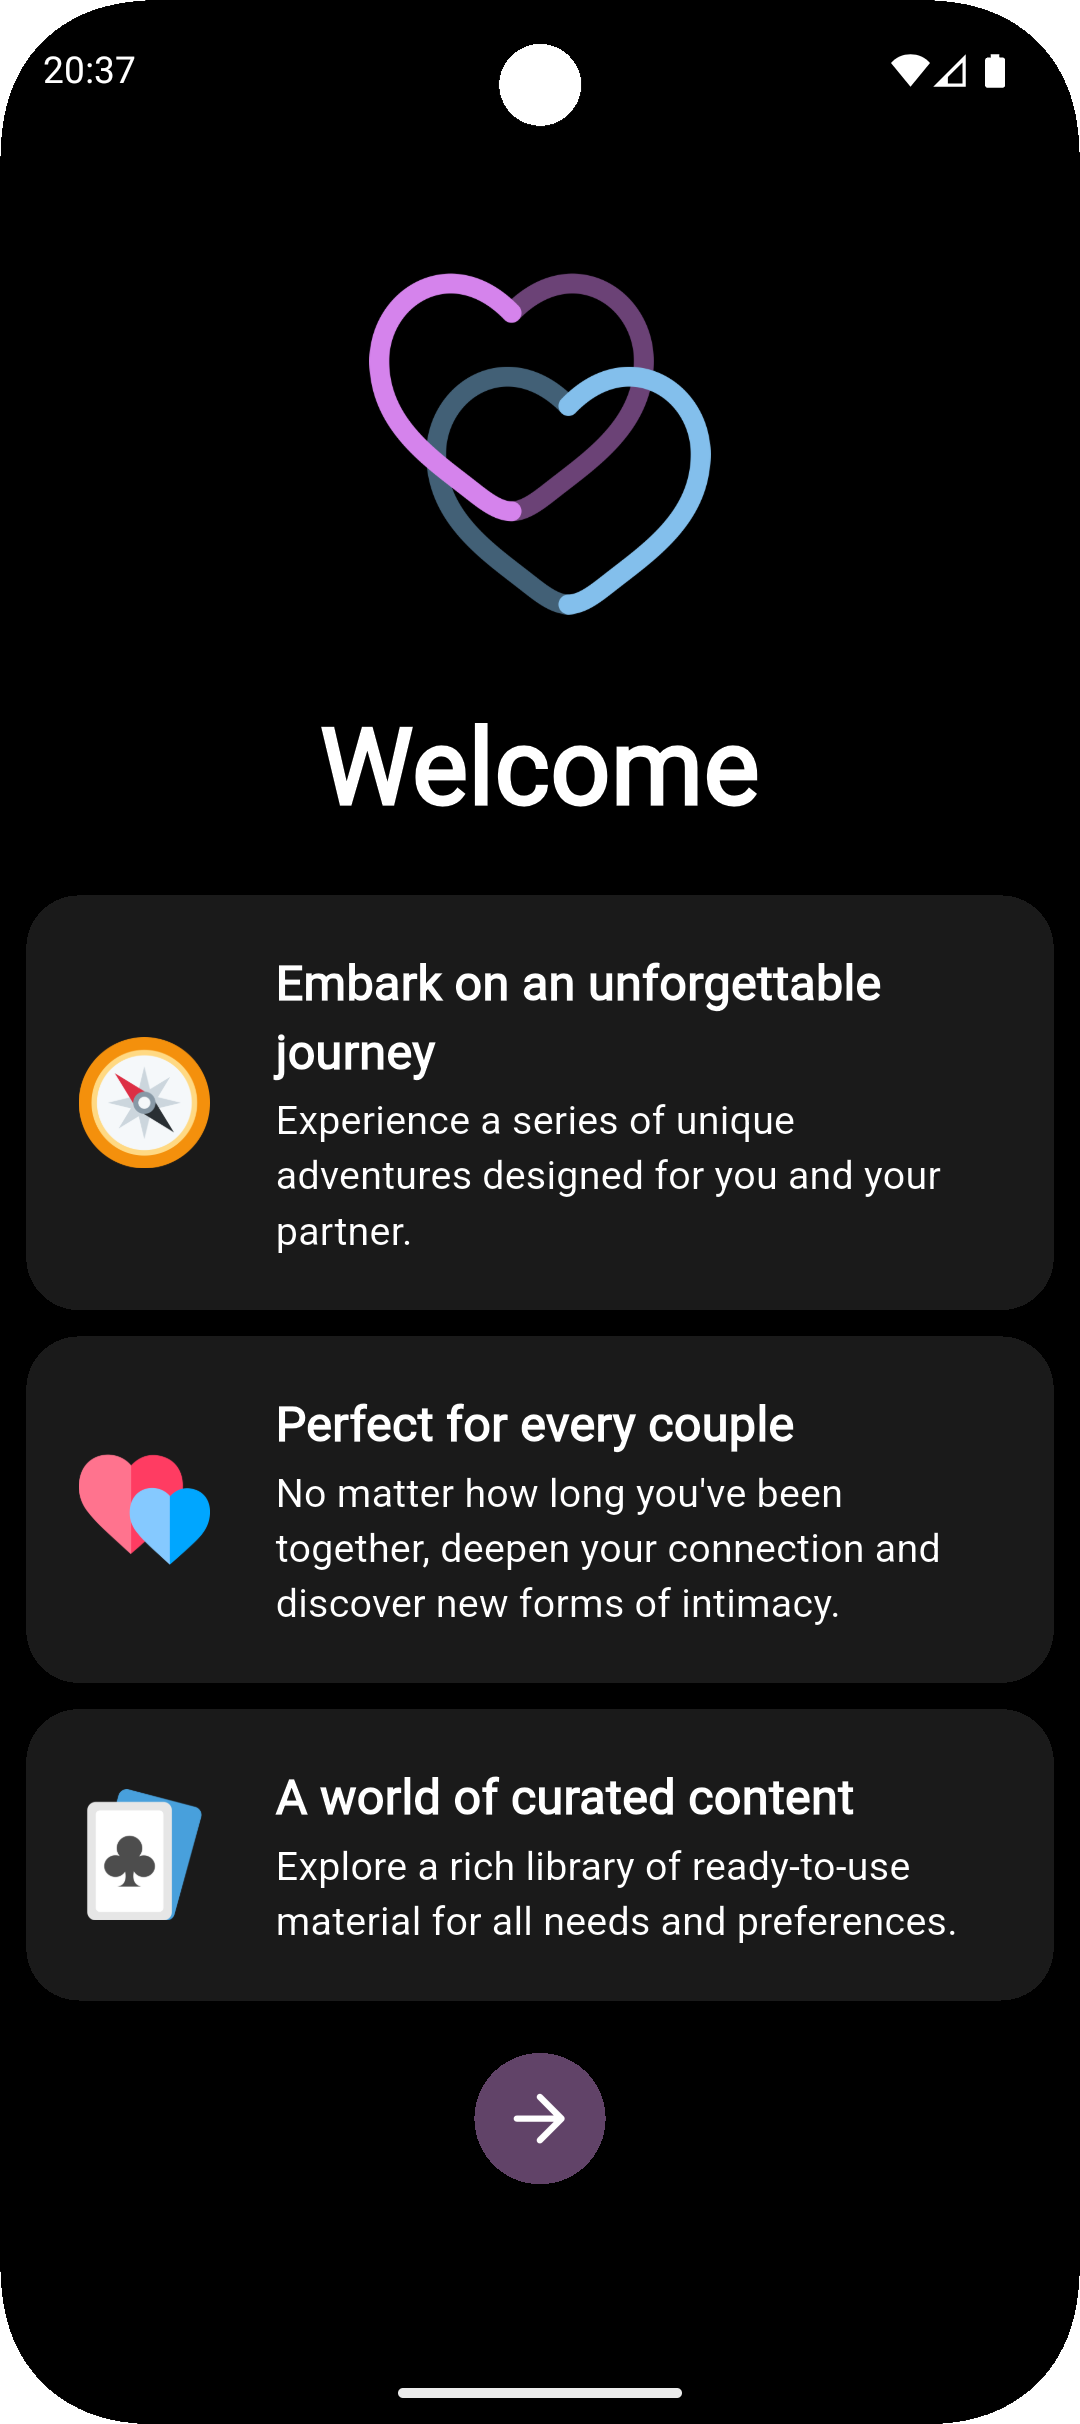 20:37
Welcome
Embark on an unforgettable
journey
Experience a series of unique
adventures designed for you and your
partner.
Perfect for every couple
No matter how long you've been
together, deepen your connection and
discover new forms of intimacy.
A world of curated content
Explore a rich library of ready-to-use
material for all needs and preferences.